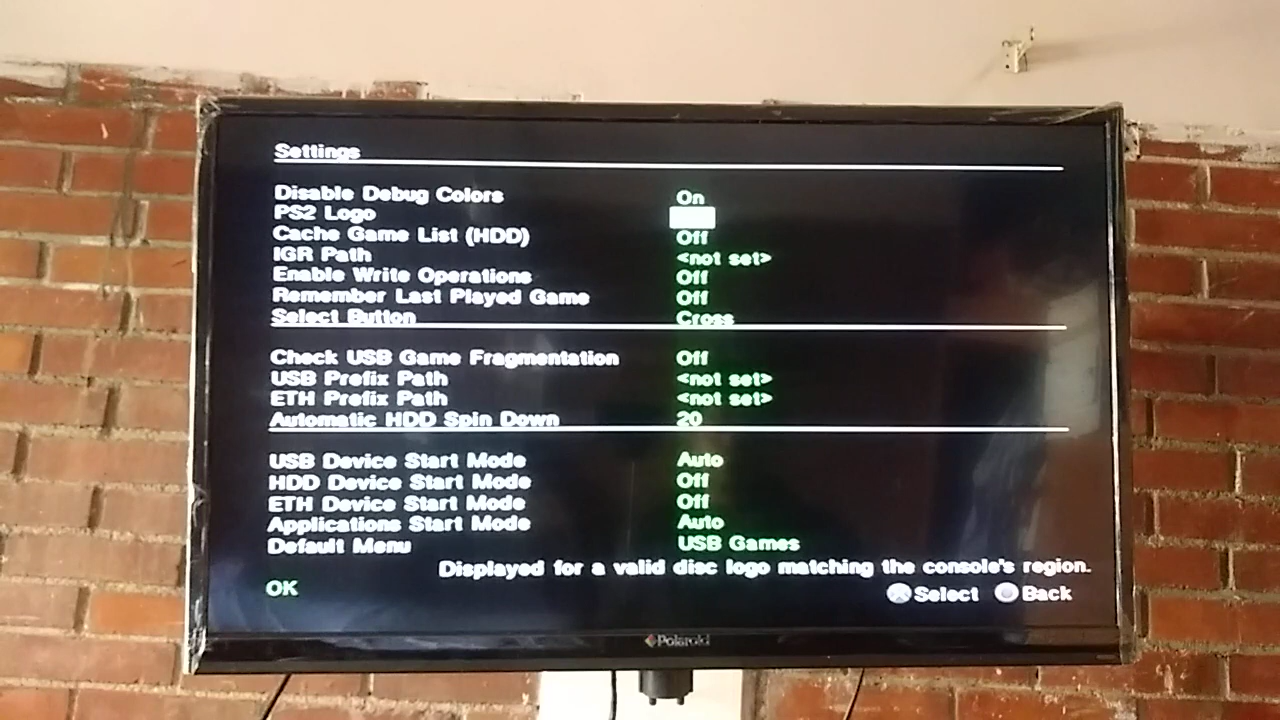 Settings
Disable Debug Colors On
PS2 Logo
Cache Game List (HDD) Off
IGR Path <not set>
Enable Write Operations Off
Remember Last Played Game Off
Select Button Cross
Check USB Game Fragmentation Off
USB Prefix Path <not set>
ETH Prefix Path <not set>
Automatic HDD Spin Down 20
USB Device Start Mode Auto
HDD Device Start Mode Off
ETH Device Start Mode Off
Applications Start Mode Auto
Default Menu USB Games
Displayed for a valid disc logo matching the console's region.
OK
Select Back
Polaroid